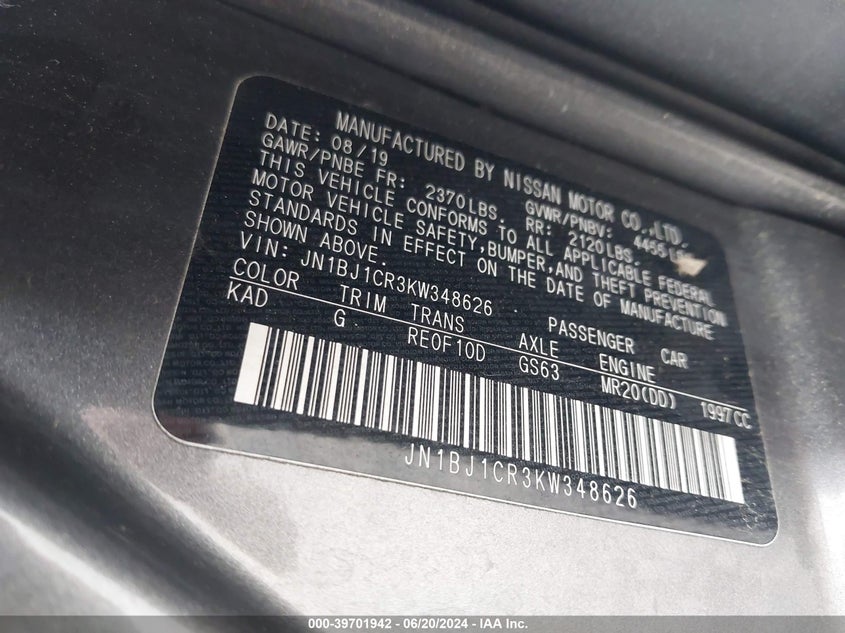 MANUFACTURED BY NISSAN MOTOR CO.,LTD.
DATE: 08/19 GVWR/PNBV: 4455
GAWR/PNBE FR: 2370LBS. RR: 2120LBS.
THIS VEHICLE CONFORMS TO ALL APPLICABLE FEDERAL
MOTOR VEHICLE SAFETY,BUMPER,AND THEFT PREVENTION
STANDARDS IN EFFECT ON THE DATE OF MANUFACTURE
SHOWN ABOVE.
VIN: JN1BJ1CR3KW348626 PASSENGER CAR
COLOR TRIM TRANS AXLE ENGINE
KAD G RE0F10D GS63 MR20(DD) 1997CC
JN1BJ1CR3KW348626
000-39701942 - 06/20/2024 - IAA Inc.